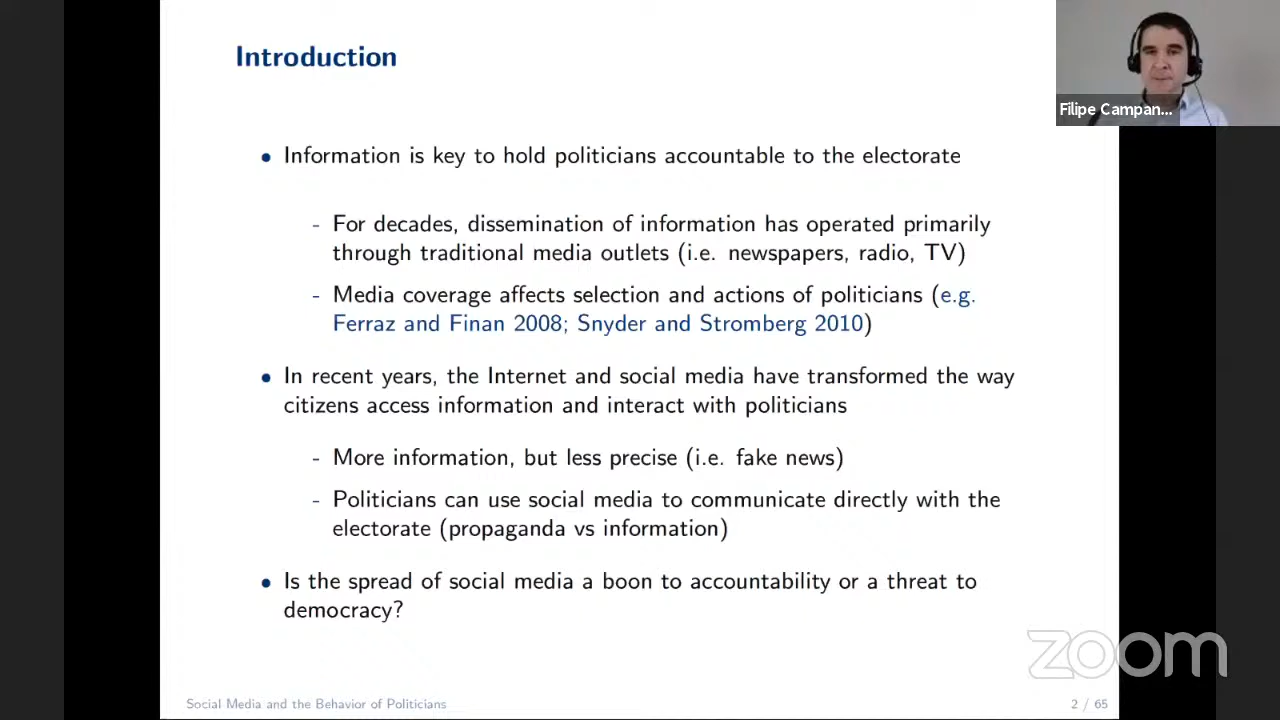 Introduction
Filipe Campan...
• Information is key to hold politicians accountable to the electorate
- For decades, dissemination of information has operated primarily
through traditional media outlets (i.e. newspapers, radio, TV)
- Media coverage affects selection and actions of politicians (e.g.
Ferraz and Finan 2008; Snyder and Stromberg 2010)
• In recent years, the Internet and social media have transformed the way
citizens access information and interact with politicians
- More information, but less precise (i.e. fake news)
- Politicians can use social media to communicate directly with the
electorate (propaganda vs information)
• Is the spread of social media a boon to accountability or a threat to
democracy?
zoom
Social Media and the Behavior of Politicians
2 / 65